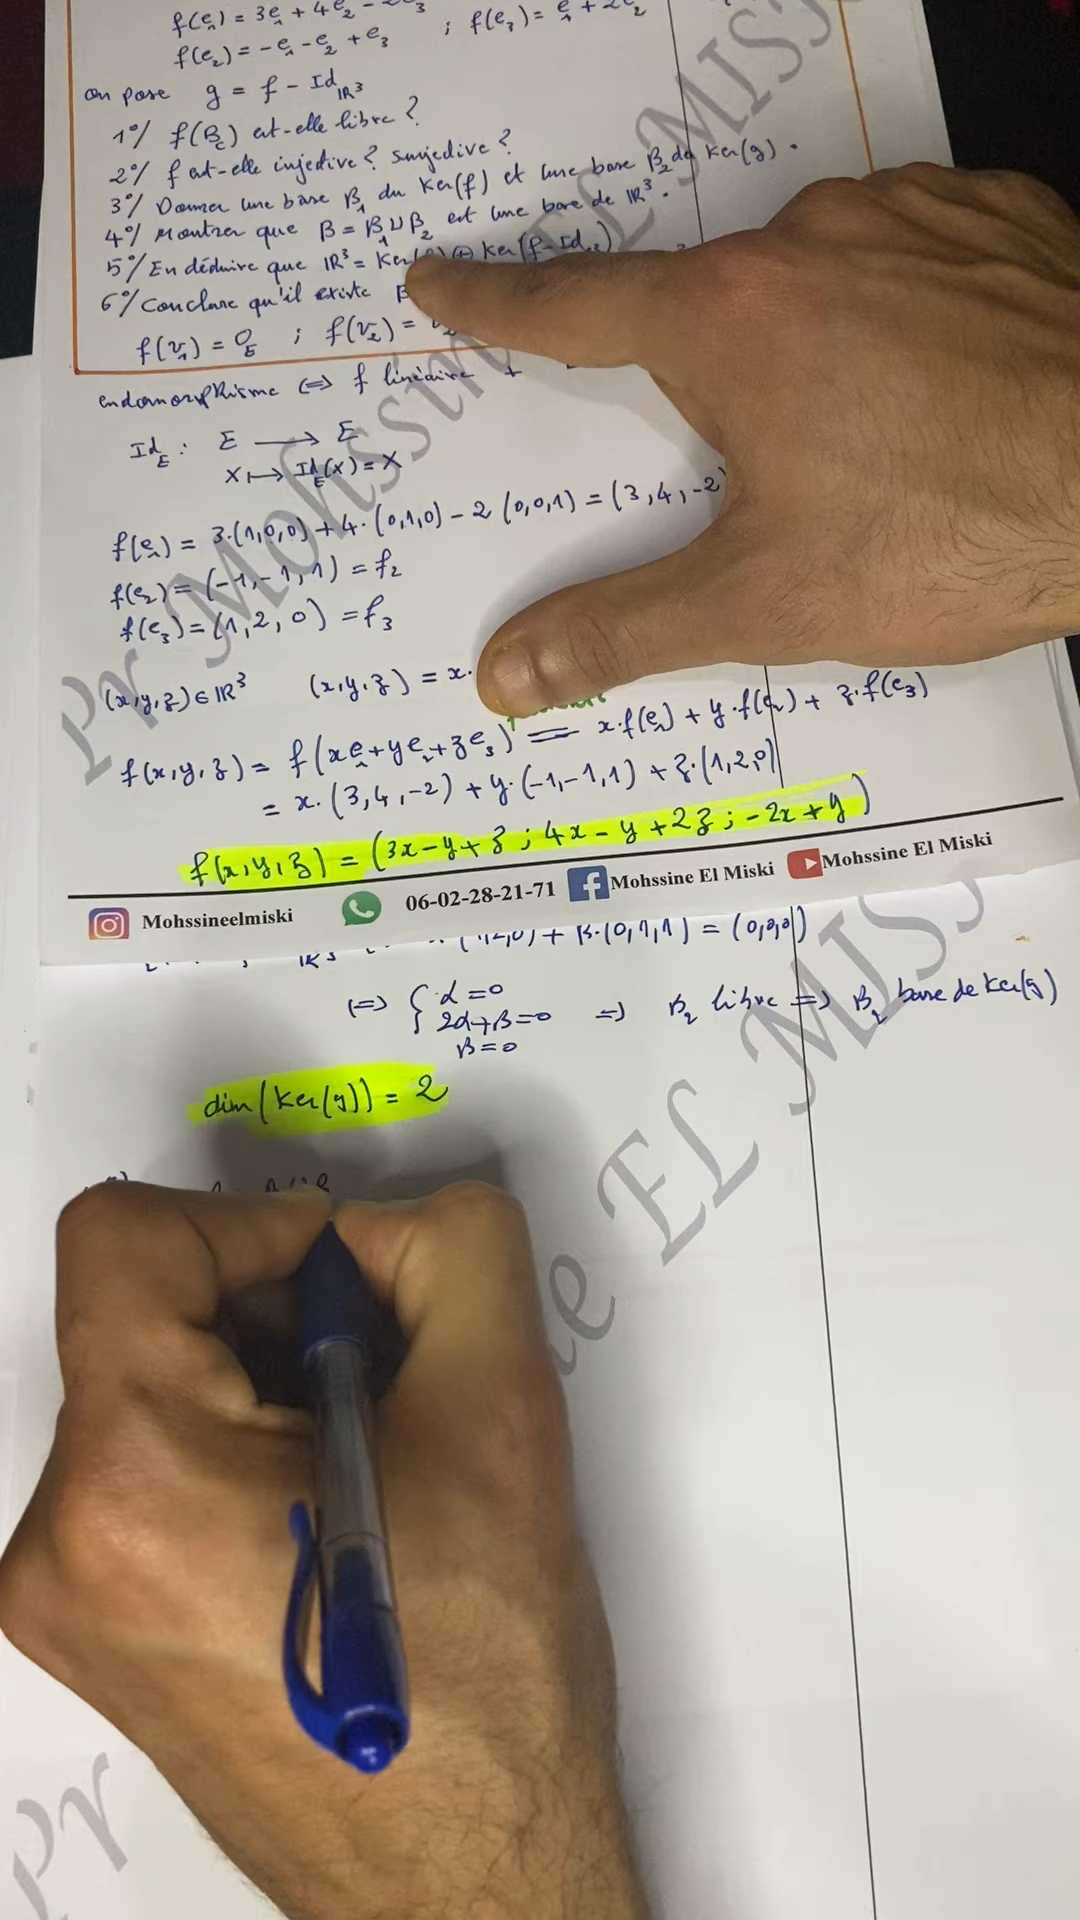 f(e₁) = 3e₁ + 4e₂ - 2e₃ ; f(e₃) = e₁ + 2e₂
f(e₂) = -e₁ - e₂ + e₃
on pose g = f - Id_IR³
1°/ f(B_c) est-elle libre ?
2°/ f est-elle injective ? surjective ?
3°/ Donner une base B₁ du Ker(f) et une base B₂ de Ker(g).
4°/ Montrer que B = B₁ ∪ B₂ est une base de IR³.
5°/ En déduire que IR³ = Ker( ⊕ Ker(f - Id
6°/ Conclure qu'il existe B
f(v₁) = 0_E ; f(v₂) =
endomorphisme ⟺ f linéaire +
Id_E : E ⟶ E
X ⟼ Id_E(X) = X
f(e₁) = 3·(1,0,0) + 4·(0,1,0) - 2(0,0,1) = (3,4,-2)
f(e₂) = (-1,-1,1) = f₂
f(e₃) = (1,2,0) = f₃
(x,y,z) ∈ IR³ (x,y,z) = x·
f(x,y,z) = f(xe₁ + ye₂ + ze₃) = x·f(e₁) + y·f(e₂) + z·f(e₃)
= x·(3,4,-2) + y·(-1,-1,1) + z·(1,2,0)
f(x,y,z) = (3x - y + z ; 4x - y + 2z ; -2x + y)
Mohssineelmiski 06-02-28-21-71 Mohssine El Miski Mohssine El Miski
,2,0) + β·(0,1,1) = (0,0,0)
⟺ { α = 0
2α + β = 0 ⟹ B₂ libre ⟹ B₂ base de Ker(g)
β = 0
dim(Ker(g)) = 2
Pr Mohssine EL MIS